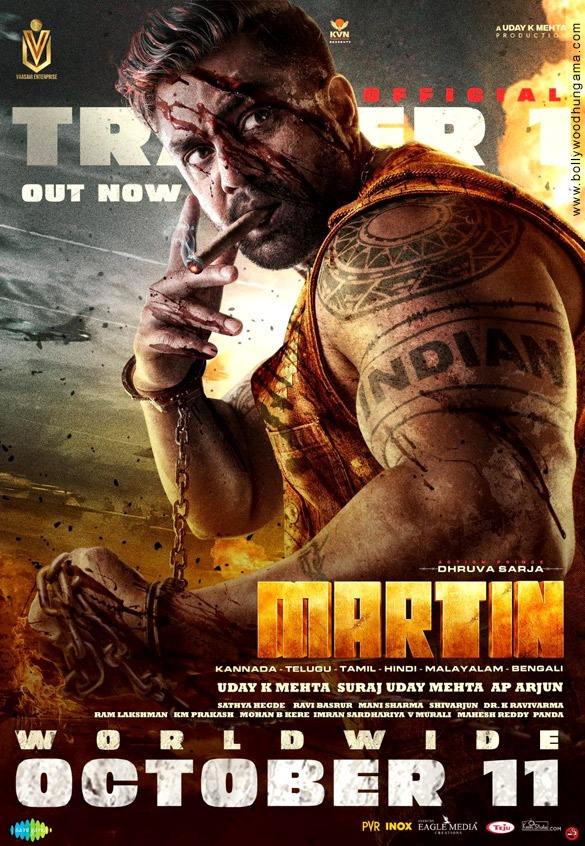 VAASAVI ENTERPRISE
KVN
A UDAY K MEHTA
PRODUCTION
www.bollywoodhungama.com
OFFICIAL
TRAILER 1
OUT NOW
INDIAN
DHRUVA SARJA
MARTIN
KANNADA - TELUGU - TAMIL - HINDI - MALAYALAM - BENGALI
UDAY K MEHTA SURAJ UDAY MEHTA AP ARJUN
SATHYA HEGDE RAVI BASRUR MANI SHARMA SHIVARJUN DR. K RAVIVARMA
RAM LAKSHMAN KM PRAKASH MOHAN B KERE IMRAN SARDHARIYA V MURALI MAHESH REDDY PANDA
WORLDWIDE
OCTOBER 11
PVR INOX EAGLE MEDIA CREATIONS TEJU